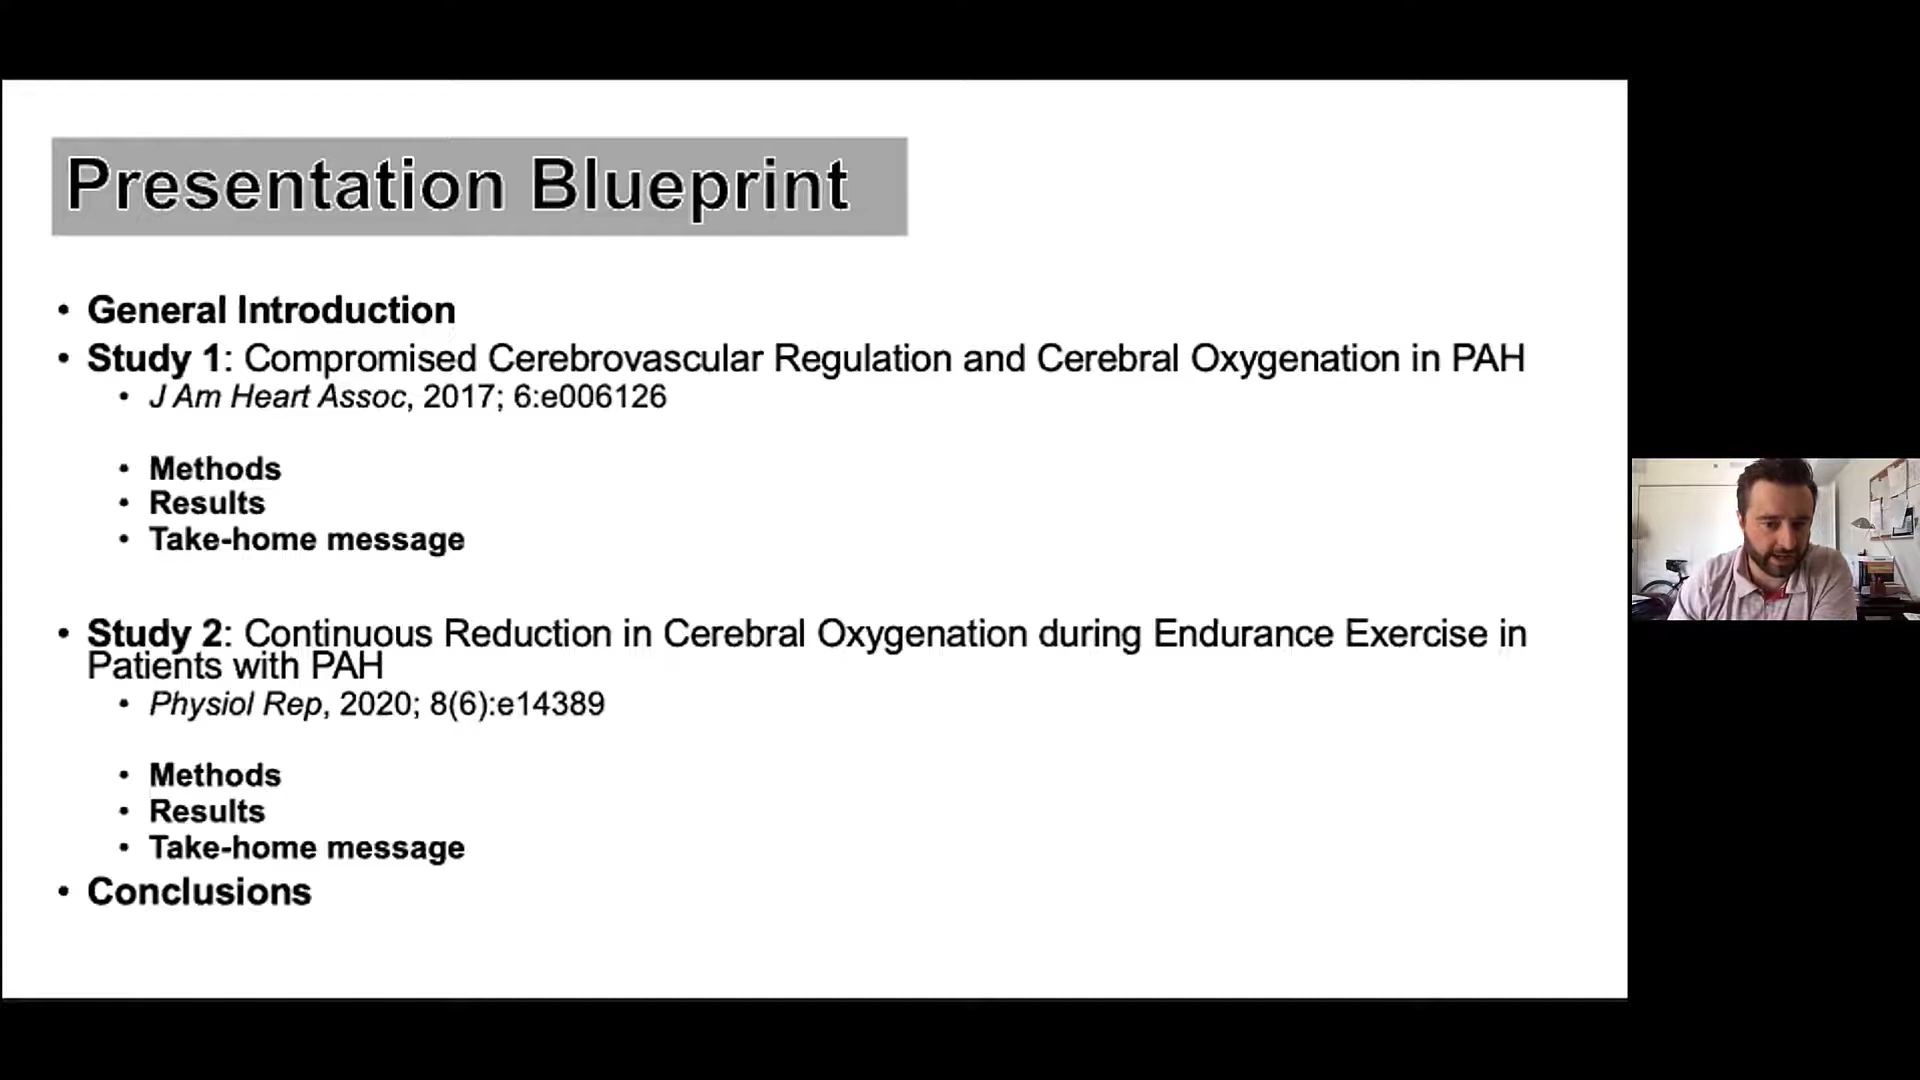 Presentation Blueprint
• General Introduction
• Study 1: Compromised Cerebrovascular Regulation and Cerebral Oxygenation in PAH
• J Am Heart Assoc, 2017; 6:e006126
• Methods
• Results
• Take-home message
• Study 2: Continuous Reduction in Cerebral Oxygenation during Endurance Exercise in
Patients with PAH
• Physiol Rep, 2020; 8(6):e14389
• Methods
• Results
• Take-home message
• Conclusions